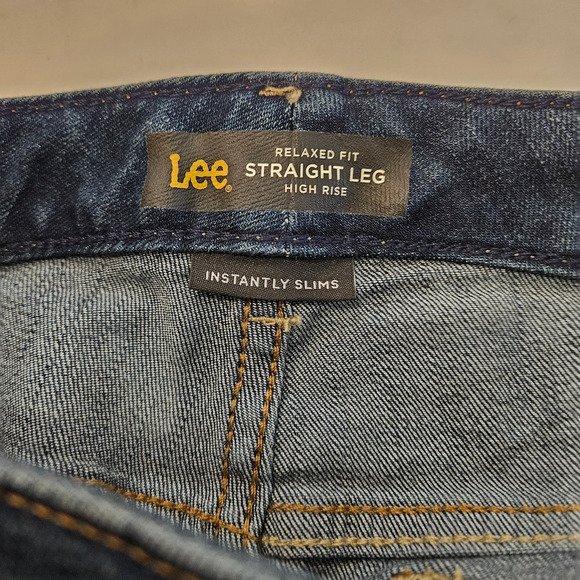 Lee®
RELAXED FIT
STRAIGHT LEG
HIGH RISE
INSTANTLY SLIMS